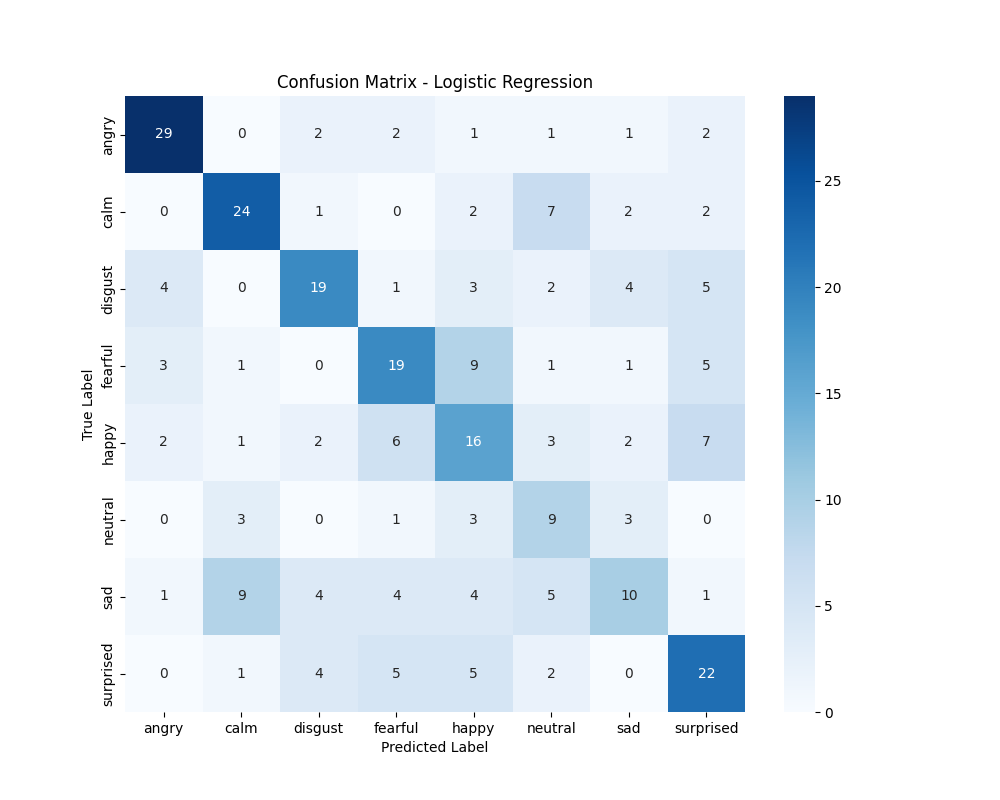 Confusion Matrix - Logistic Regression
True Label
angry 29 0 2 2 1 1 1 2
calm 0 24 1 0 2 7 2 2
disgust 4 0 19 1 3 2 4 5
fearful 3 1 0 19 9 1 1 5
happy 2 1 2 6 16 3 2 7
neutral 0 3 0 1 3 9 3 0
sad 1 9 4 4 4 5 10 1
surprised 0 1 4 5 5 2 0 22
angry calm disgust fearful happy neutral sad surprised
Predicted Label
25
20
15
10
5
0